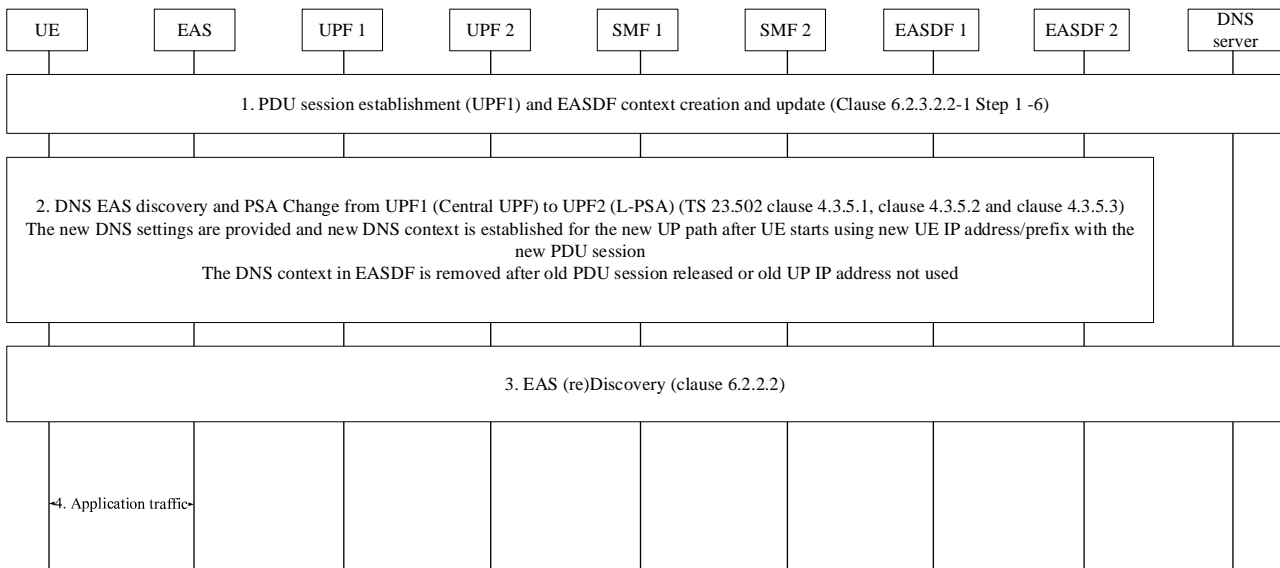 UE
EAS
UPF 1
UPF 2
SMF 1
SMF 2
EASDF 1
EASDF 2
DNS
server
1. PDU session establishment (UPF1) and EASDF context creation and update (Clause 6.2.3.2.2-1 Step 1 -6)
2. DNS EAS discovery and PSA Change from UPF1 (Central UPF) to UPF2 (L-PSA) (TS 23.502 clause 4.3.5.1, clause 4.3.5.2 and clause 4.3.5.3)
The new DNS settings are provided and new DNS context is established for the new UP path after UE starts using new UE IP address/prefix with the
new PDU session
The DNS context in EASDF is removed after old PDU session released or old UP IP address not used
3. EAS (re)Discovery (clause 6.2.2.2)
4. Application traffic